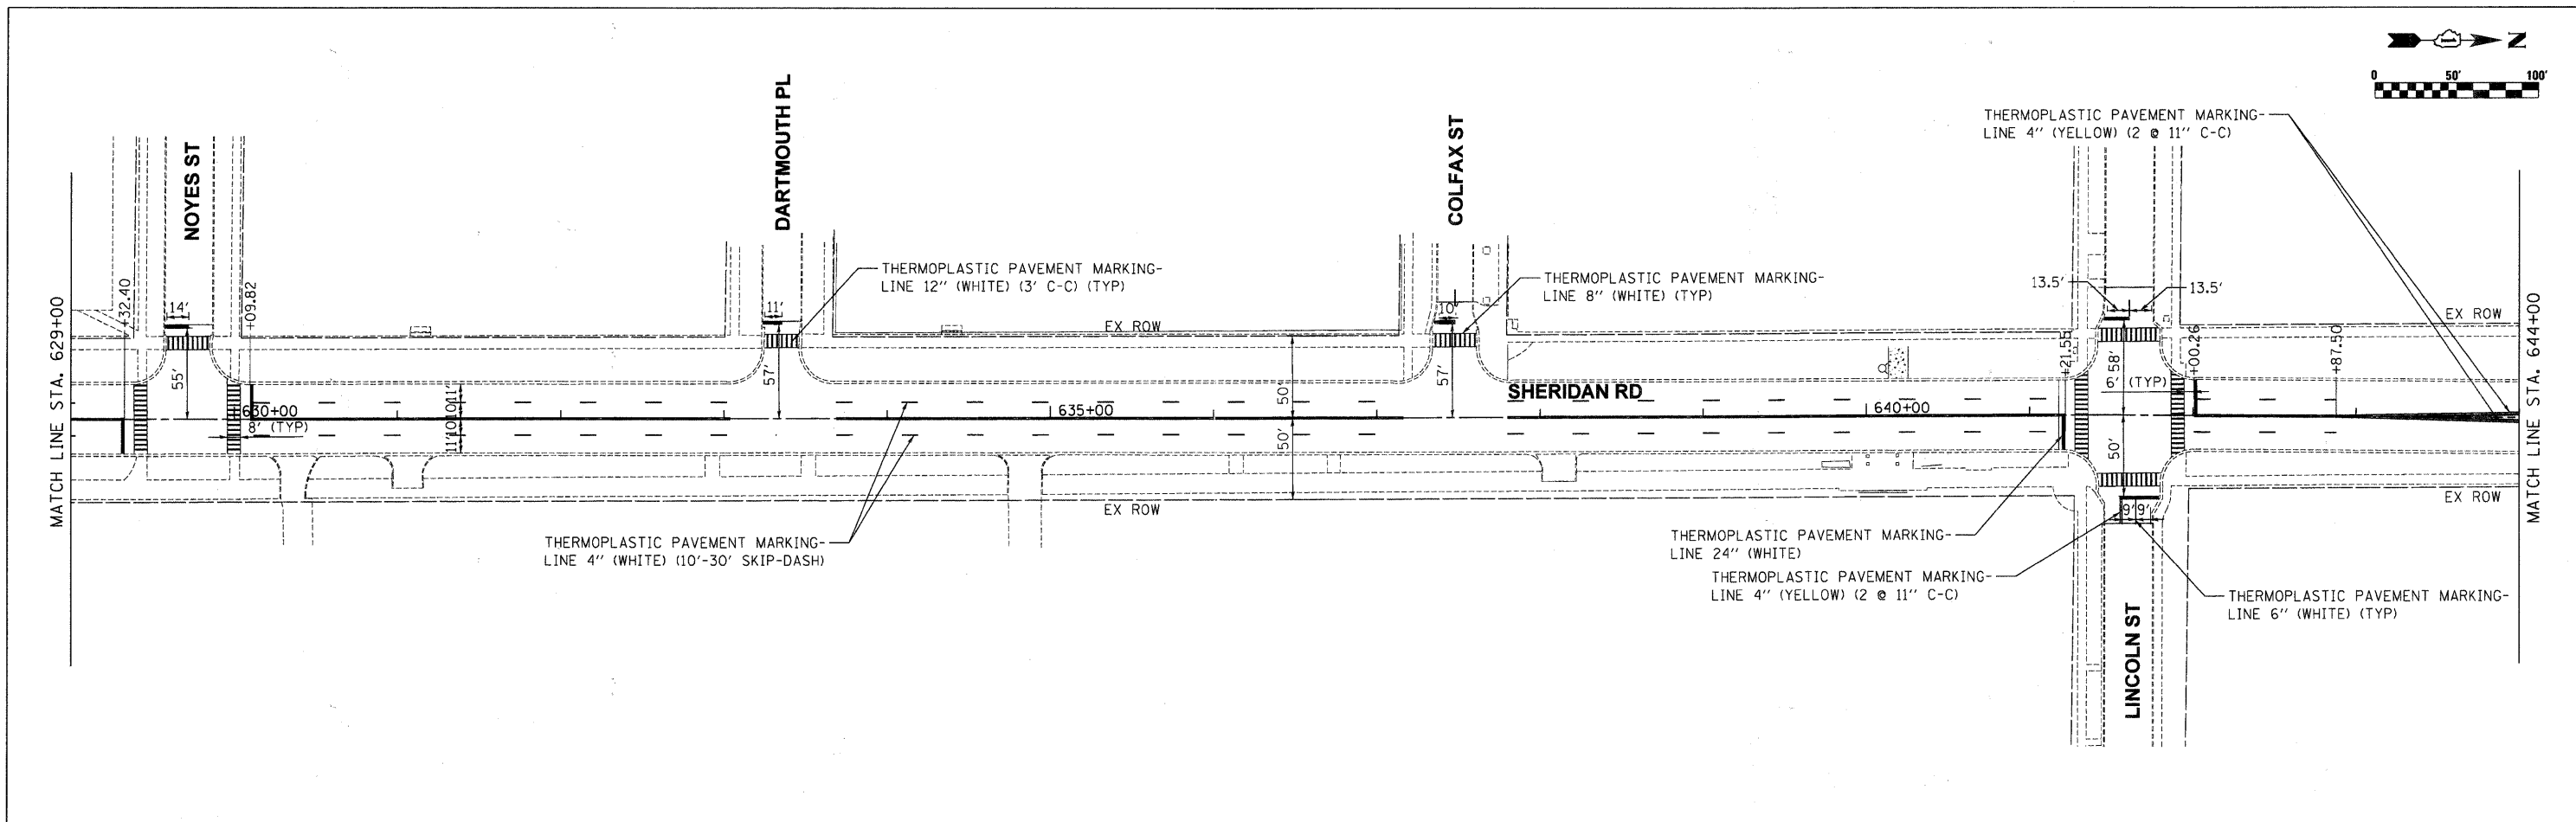 N
0 50' 100'
THERMOPLASTIC PAVEMENT MARKING-
LINE 4" (YELLOW) (2 @ 11" C-C)
NOYES ST
DARTMOUTH PL
COLFAX ST
THERMOPLASTIC PAVEMENT MARKING-
LINE 12" (WHITE) (3' C-C) (TYP)
THERMOPLASTIC PAVEMENT MARKING-
LINE 8" (WHITE) (TYP)
13.5'
13.5'
MATCH LINE STA. 629+00
+32.40
14'
+09.82
11'
10'
EX ROW
EX ROW
MATCH LINE STA. 644+00
55'
57'
50'
57'
+21.55
58'
6' (TYP)
+00.26
+87.50
SHERIDAN RD
630+00
8' (TYP)
11'
10'
10'
11'
635+00
640+00
50'
50'
EX ROW
EX ROW
9'
9'
THERMOPLASTIC PAVEMENT MARKING-
LINE 4" (WHITE) (10'-30' SKIP-DASH)
THERMOPLASTIC PAVEMENT MARKING-
LINE 24" (WHITE)
THERMOPLASTIC PAVEMENT MARKING-
LINE 4" (YELLOW) (2 @ 11" C-C)
THERMOPLASTIC PAVEMENT MARKING-
LINE 6" (WHITE) (TYP)
LINCOLN ST